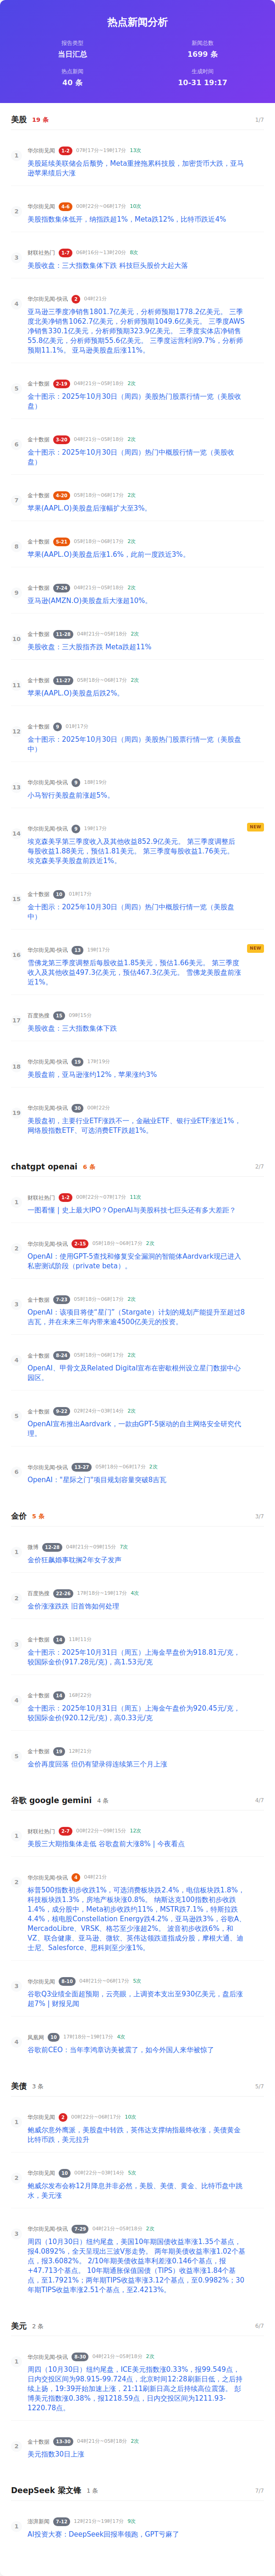 热点新闻分析
报告类型
当日汇总
新闻总数
1699 条
热点新闻
40 条
生成时间
10-31 19:17
美股 19 条 1/7
1
华尔街见闻 1-2 07时17分~19时17分 13次
美股延续美联储会后颓势，Meta重挫拖累科技股，加密货币大跌，亚马
逊苹果绩后大涨
2
华尔街见闻 6-6 00时22分~06时17分 10次
美股指数集体低开，纳指跌超1%，Meta跌12%，比特币跌近4%
3
财联社热门 1-7 06时16分~13时20分 8次
美股收盘：三大指数集体下跌 科技巨头股价大起大落
4
华尔街见闻-快讯 2 04时21分
亚马逊三季度净销售1801.7亿美元，分析师预期1778.2亿美元。 三季
度北美净销售1062.7亿美元，分析师预期1049.6亿美元。 三季度AWS
净销售330.1亿美元，分析师预期323.9亿美元。 三季度实体店净销售
55.8亿美元，分析师预期55.6亿美元。 三季度运营利润9.7%，分析师
预期11.1%。 亚马逊美股盘后涨11%。
5
金十数据 2-19 04时21分~05时18分 2次
金十图示：2025年10月30日（周四）美股热门股票行情一览（美股收
盘）
6
金十数据 3-20 04时21分~05时18分 2次
金十图示：2025年10月30日（周四）热门中概股行情一览（美股收
盘）
7
金十数据 4-20 05时18分~06时17分 2次
苹果(AAPL.O)美股盘后涨幅扩大至3%。
8
金十数据 5-21 05时18分~06时17分 2次
苹果(AAPL.O)美股盘后涨1.6%，此前一度跌近3%。
9
金十数据 7-24 04时21分~05时18分 2次
亚马逊(AMZN.O)美股盘后大涨超10%。
10
金十数据 11-28 04时21分~05时18分 2次
美股收盘：三大股指齐跌 Meta跌超11%
11
金十数据 11-27 05时18分~06时17分 2次
苹果(AAPL.O)美股盘后跌2%。
12
金十数据 9 01时17分
金十图示：2025年10月30日（周四）美股热门股票行情一览（美股盘
中）
13
华尔街见闻-快讯 9 18时19分
小马智行美股盘前涨超5%。
14
华尔街见闻-快讯 9 19时17分 NEW
埃克森美孚第三季度收入及其他收益852.9亿美元。 第三季度调整后
每股收益1.88美元，预估1.81美元。 第三季度每股收益1.76美元。
埃克森美孚美股盘前跌近1%。
15
金十数据 10 01时17分
金十图示：2025年10月30日（周四）热门中概股行情一览（美股盘
中）
16
华尔街见闻-快讯 13 19时17分 NEW
雪佛龙第三季度调整后每股收益1.85美元，预估1.66美元。 第三季度
收入及其他收益497.3亿美元，预估467.3亿美元。 雪佛龙美股盘前涨
近1%。
17
百度热搜 15 09时15分
美股收盘：三大指数集体下跌
18
华尔街见闻-快讯 19 17时19分
美股盘前，亚马逊涨约12%，苹果涨约3%
19
华尔街见闻-快讯 30 00时22分
美股盘初，主要行业ETF涨跌不一，金融业ETF、银行业ETF涨近1%，
网络股指数ETF、可选消费ETF跌超1%。
chatgpt openai 6 条 2/7
1
财联社热门 1-2 00时22分~07时17分 11次
一图看懂 | 史上最大IPO？OpenAI与美股科技七巨头还有多大差距？
2
华尔街见闻-快讯 2-15 05时18分~06时17分 2次
OpenAI：使用GPT-5查找和修复安全漏洞的智能体Aardvark现已进入
私密测试阶段（private beta）。
3
华尔街见闻-快讯 7-23 05时18分~06时17分 2次
OpenAI：该项目将使“星门”（Stargate）计划的规划产能提升至超过8
吉瓦，并在未来三年内带来逾4500亿美元的投资。
4
金十数据 9-24 05时18分~06时17分 2次
OpenAI、甲骨文及Related Digital宣布在密歇根州设立星门数据中心
园区。
5
金十数据 9-22 02时24分~03时14分 2次
OpenAI宣布推出Aardvark，一款由GPT-5驱动的自主网络安全研究代
理。
6
华尔街见闻-快讯 13-27 05时18分~06时17分 2次
OpenAI：“星际之门”项目规划容量突破8吉瓦
金价 5 条 3/7
1
微博 12-28 04时21分~09时15分 7次
金价狂飙婚事耽搁2年女子发声
2
百度热搜 22-26 17时18分~19时17分 4次
金价涨涨跌跌 旧首饰如何处理
3
金十数据 14 11时11分
金十图示：2025年10月31日（周五）上海金早盘价为918.81元/克，
较国际金价(917.28元/克)，高1.53元/克
4
金十数据 14 16时22分
金十图示：2025年10月31日（周五）上海金午盘价为920.45元/克，
较国际金价(920.12元/克)，高0.33元/克
5
金十数据 19 12时21分
金价再度回落 但仍有望录得连续第三个月上涨
谷歌 google gemini 4 条 4/7
1
财联社热门 2-7 00时22分~09时15分 12次
美股三大期指集体走低 谷歌盘前大涨8% | 今夜看点
2
华尔街见闻-快讯 4 04时21分
标普500指数初步收跌1%，可选消费板块跌2.4%，电信板块跌1.8%，
科技板块跌1.3%，房地产板块涨0.8%。 纳斯达克100指数初步收跌
1.4%，成分股中，Meta初步收跌约11%，MSTR跌7.1%，特斯拉跌
4.4%，核电股Constellation Energy跌4.2%，亚马逊跌3%，谷歌A、
MercadoLibre、VRSK、格芯至少涨超2%。 波音初步收跌6%，和
VZ、联合健康、亚马逊、微软、英伟达领跌道指成分股，摩根大通、迪
士尼、Salesforce、思科则至少涨1%。
3
华尔街见闻 8-10 04时21分~06时17分 5次
谷歌Q3业绩全面超预期，云亮眼，上调资本支出至930亿美元，盘后涨
超7% | 财报见闻
4
凤凰网 10 17时18分~19时17分 4次
谷歌前CEO：当年李鸿章访美被震了，如今外国人来华被惊了
美债 3 条 5/7
1
华尔街见闻 2 00时22分~06时17分 10次
鲍威尔意外鹰派，美股盘中转跌，英伟达支撑纳指最终收涨，美债黄金
比特币跌，美元拉升
2
华尔街见闻 10 00时22分~03时14分 5次
鲍威尔发布会称12月降息并非必然，美股、美债、黄金、比特币盘中跳
水，美元涨
3
华尔街见闻-快讯 7-29 04时21分~05时18分 2次
周四（10月30日）纽约尾盘，美国10年期国债收益率涨1.35个基点，
报4.0892%，全天呈现出三波V形走势。 两年期美债收益率涨1.02个基
点，报3.6082%。 2/10年期美债收益率利差涨0.146个基点，报
+47.713个基点。 10年期通胀保值国债（TIPS）收益率涨1.84个基
点，至1.7921%；两年期TIPS收益率涨3.12个基点，至0.9982%；30
年期TIPS收益率涨2.51个基点，至2.4213%。
美元 2 条 6/7
1
华尔街见闻-快讯 8-30 04时21分~05时18分 2次
周四（10月30日）纽约尾盘，ICE美元指数涨0.33%，报99.549点，
日内交投区间为98.915-99.724点，北京时间12:28刷新日低，之后持
续上扬，19:39开始加速上涨，21:11刷新日高之后持续高位震荡。 彭
博美元指数涨0.38%，报1218.59点，日内交投区间为1211.93-
1220.78点。
2
金十数据 13-30 04时21分~05时18分 2次
美元指数30日上涨
DeepSeek 梁文锋 1 条 7/7
1
澎湃新闻 7-12 12时21分~19时17分 9次
AI投资大赛：DeepSeek回报率领跑，GPT亏麻了